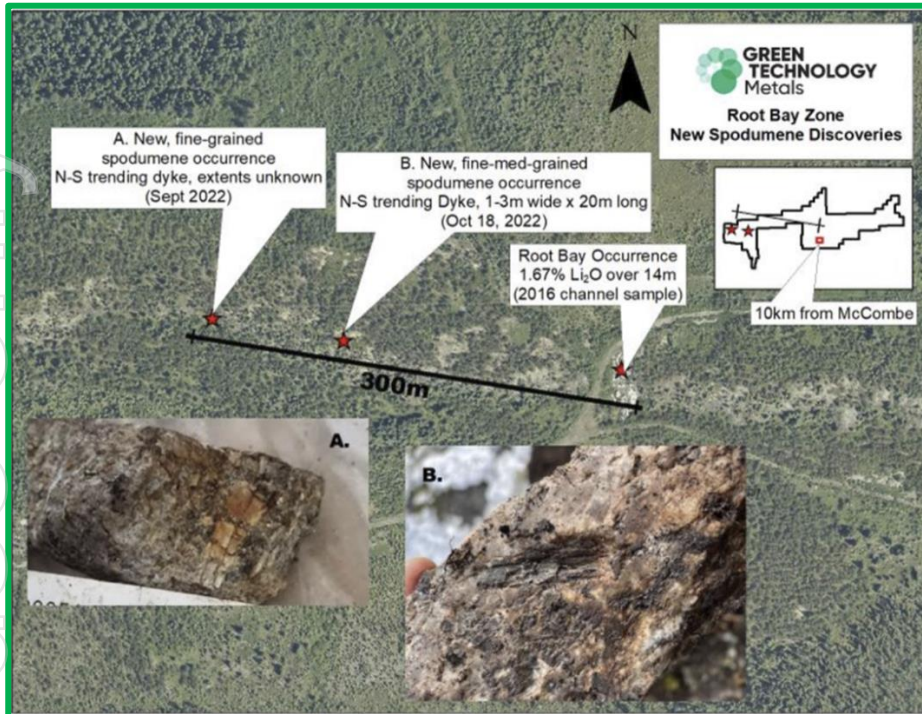 N
GREEN
TECHNOLOGY
Metals
Root Bay Zone
New Spodumene Discoveries
A. New, fine-grained
spodumene occurrence
N-S trending dyke, extents unknown
(Sept 2022)
B. New, fine-med-grained
spodumene occurrence
N-S trending Dyke, 1-3m wide x 20m long
(Oct 18, 2022)
Root Bay Occurrence
1.67% Li₂O over 14m
(2016 channel sample)
10km from McCombe
300m
A.
B.